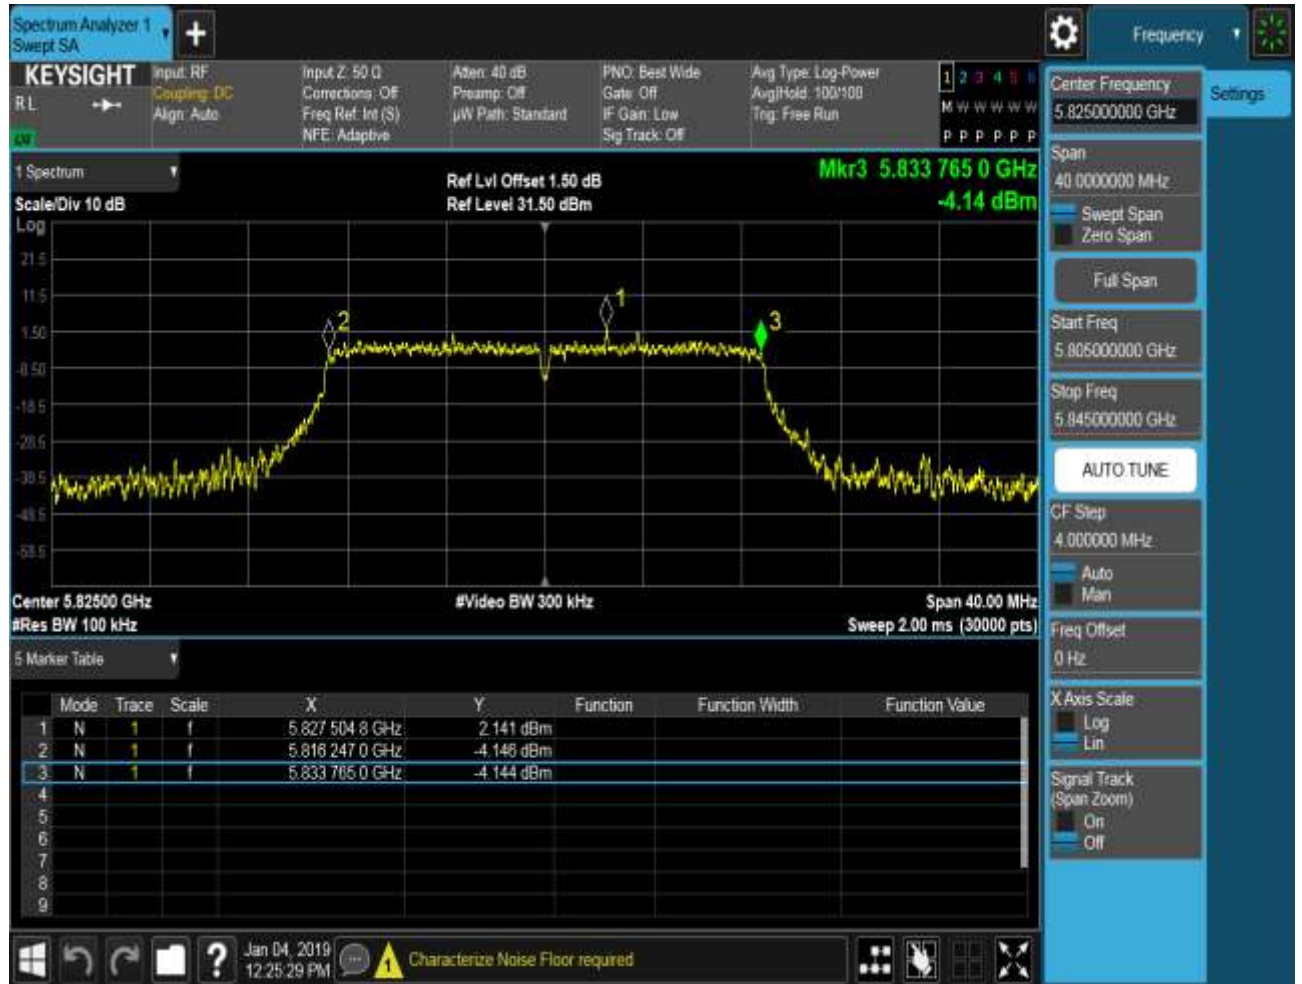 Spectrum Analyzer 1
Swept SA
+
Frequency
KEYSIGHT
RL
Input: RF
Coupling: DC
Align: Auto
Input Z: 50 Ω
Corrections: Off
Freq Ref: Int (S)
NFE: Adaptive
Atten: 40 dB
Preamp: Off
µW Path: Standard
PNO: Best Wide
Gate: Off
IF Gain: Low
Sig Track: Off
Avg Type: Log-Power
Avg|Hold: 100/100
Trig: Free Run
1 2 3 4 5 6
M W W W W W
P P P P P P
1 Spectrum
Scale/Div 10 dB
Ref Lvl Offset 1.50 dB
Ref Level 31.50 dBm
Mkr3 5.833 765 0 GHz
-4.14 dBm
Log
21.5
11.5
1.50
-8.50
-18.5
-28.5
-38.5
-48.5
-58.5
1
2
3
Center 5.82500 GHz
#Res BW 100 kHz
#Video BW 300 kHz
Span 40.00 MHz
Sweep 2.00 ms (30000 pts)
5 Marker Table
Mode Trace Scale X Y Function Function Width Function Value
1 N 1 f 5.827 504 8 GHz 2.141 dBm
2 N 1 f 5.816 247 0 GHz -4.146 dBm
3 N 1 f 5.833 765 0 GHz -4.144 dBm
4
5
6
7
8
9
Jan 04, 2019
12:25:29 PM
Characterize Noise Floor required
Center Frequency
5.825000000 GHz
Settings
Span
40.0000000 MHz
Swept Span
Zero Span
Full Span
Start Freq
5.805000000 GHz
Stop Freq
5.845000000 GHz
AUTO TUNE
CF Step
4.000000 MHz
Auto
Man
Freq Offset
0 Hz
X Axis Scale
Log
Lin
Signal Track
(Span Zoom)
On
Off